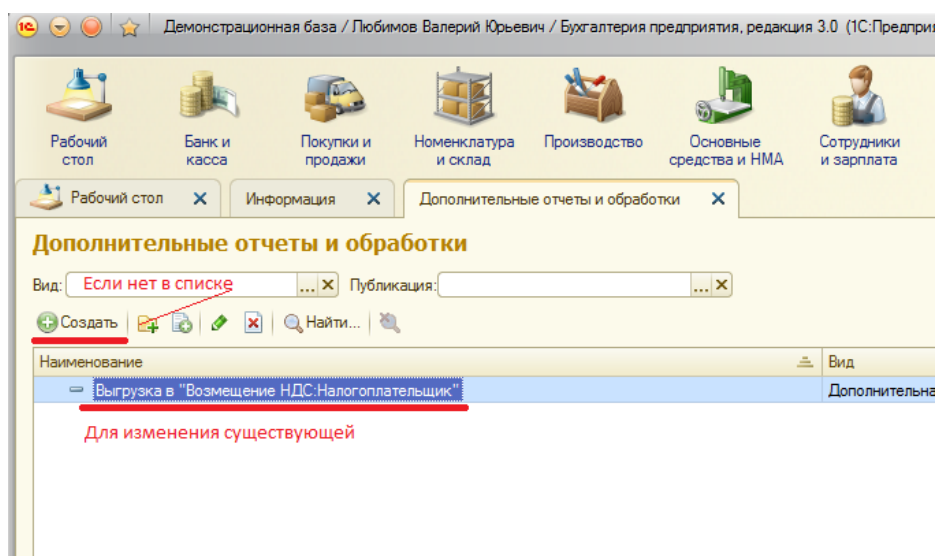 Демонстрационная база / Любимов Валерий Юрьевич / Бухгалтерия предприятия, редакция 3.0 (1С:Предприя
Рабочий стол
Банк и касса
Покупки и продажи
Номенклатура и склад
Производство
Основные средства и НМА
Сотрудники и зарплата
Рабочий стол Информация Дополнительные отчеты и обработки
Дополнительные отчеты и обработки
Вид: Если нет в списке ... Публикация: ...
Создать Найти...
Наименование Вид
Выгрузка в "Возмещение НДС:Налогоплательщик" Дополнительна
Для изменения существующей